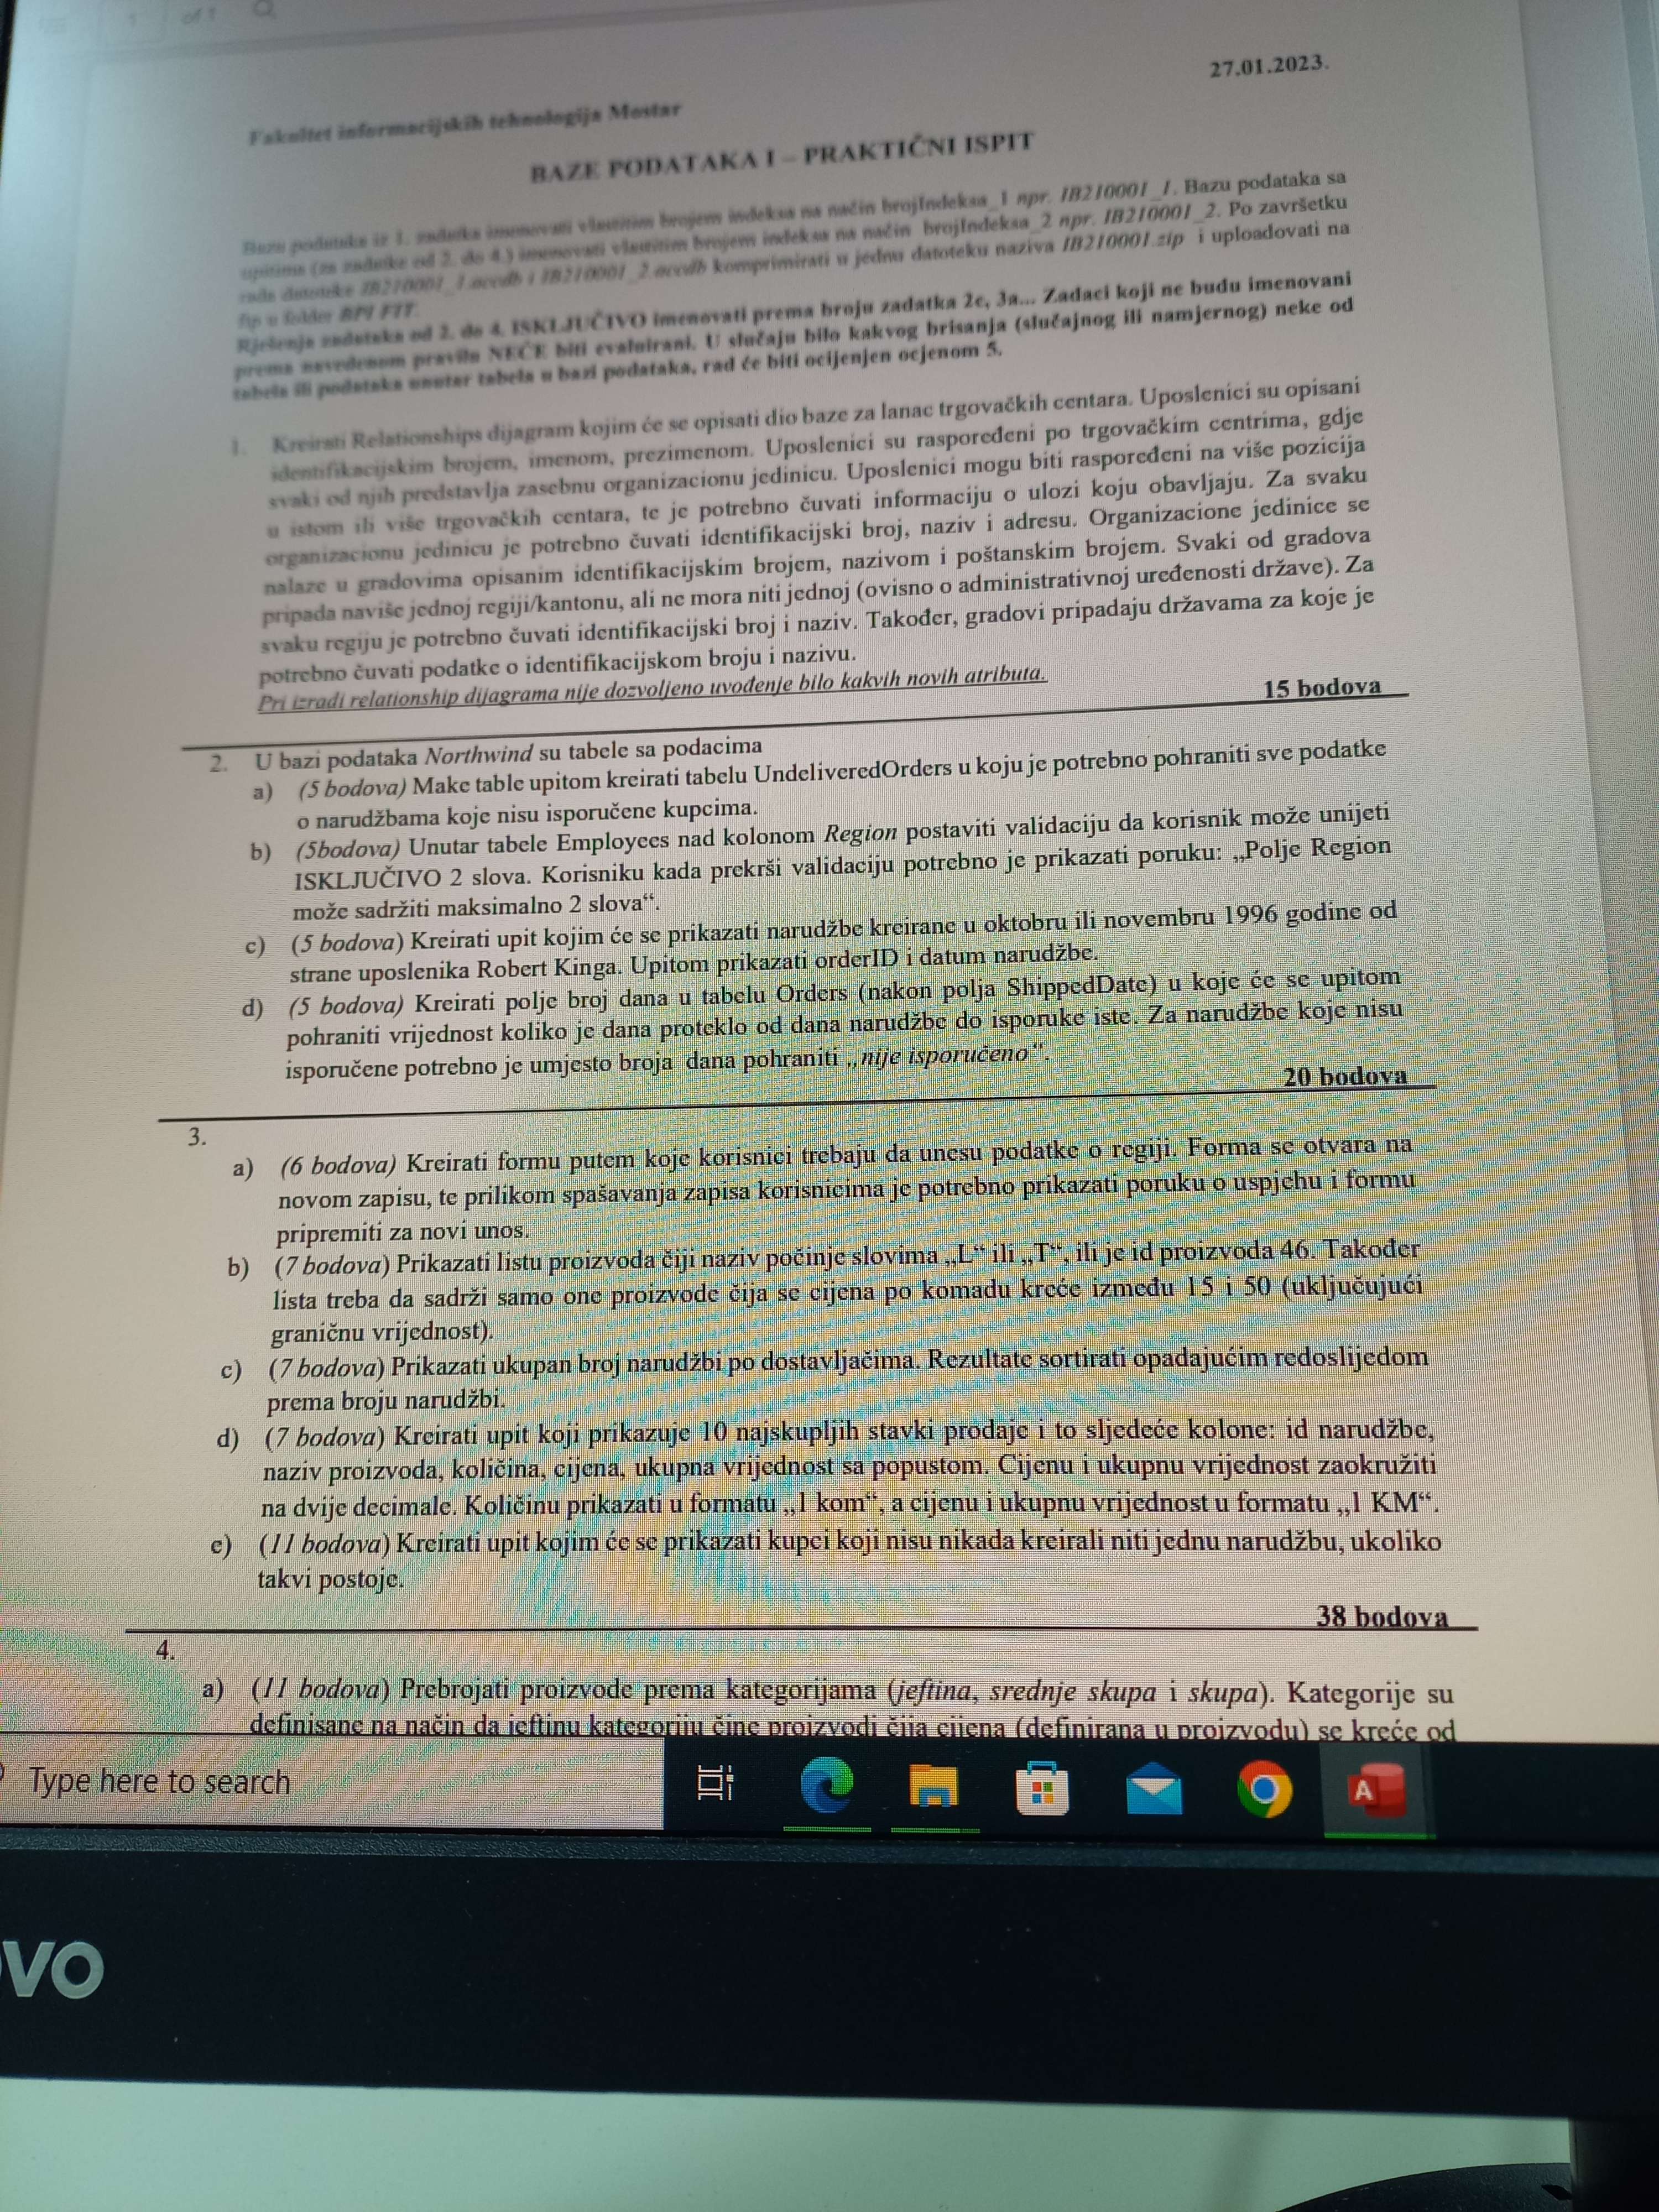 1 of 1
27.01.2023.
Fakultet informacijskih tehnologija Mostar
BAZE PODATAKA I – PRAKTIČNI ISPIT
Bazu podataka iz 1. zadatka imenovati vlastitim brojem indeksa na način brojIndeksa_1 npr. IB210001_1. Bazu podataka sa
upitima (za zadatke od 2. do 4.) imenovati vlastitim brojem indeksa na način brojIndeksa_2 npr. IB210001_2. Po završetku
rada datoteke IB210001_1.accdb i IB210001_2.accdb komprimirati u jednu datoteku naziva IB210001.zip i uploadovati na
ftp u folder BPI FIT.
Rješenja zadataka od 2. do 4. ISKLJUČIVO imenovati prema broju zadatka 2c, 3a... Zadaci koji ne budu imenovani
prema navedenom pravilu NEĆE biti evaluirani. U slučaju bilo kakvog brisanja (slučajnog ili namjernog) neke od
tabela ili podataka unutar tabela u bazi podataka, rad će biti ocijenjen ocjenom 5.
1. Kreirati Relationships dijagram kojim će se opisati dio baze za lanac trgovačkih centara. Uposlenici su opisani
identifikacijskim brojem, imenom, prezimenom. Uposlenici su raspoređeni po trgovačkim centrima, gdje
svaki od njih predstavlja zasebnu organizacionu jedinicu. Uposlenici mogu biti raspoređeni na više pozicija
u istom ili više trgovačkih centara, te je potrebno čuvati informaciju o ulozi koju obavljaju. Za svaku
organizacionu jedinicu je potrebno čuvati identifikacijski broj, naziv i adresu. Organizacione jedinice se
nalaze u gradovima opisanim identifikacijskim brojem, nazivom i poštanskim brojem. Svaki od gradova
pripada naviše jednoj regiji/kantonu, ali ne mora niti jednoj (ovisno o administrativnoj uređenosti države). Za
svaku regiju je potrebno čuvati identifikacijski broj i naziv. Također, gradovi pripadaju državama za koje je
potrebno čuvati podatke o identifikacijskom broju i nazivu.
Pri izradi relationship dijagrama nije dozvoljeno uvođenje bilo kakvih novih atributa.
15 bodova
2. U bazi podataka Northwind su tabele sa podacima
a) (5 bodova) Make table upitom kreirati tabelu UndeliveredOrders u koju je potrebno pohraniti sve podatke
o narudžbama koje nisu isporučene kupcima.
b) (5bodova) Unutar tabele Employees nad kolonom Region postaviti validaciju da korisnik može unijeti
ISKLJUČIVO 2 slova. Korisniku kada prekrši validaciju potrebno je prikazati poruku: „Polje Region
može sadržiti maksimalno 2 slova“.
c) (5 bodova) Kreirati upit kojim će se prikazati narudžbe kreirane u oktobru ili novembru 1996 godine od
strane uposlenika Robert Kinga. Upitom prikazati orderID i datum narudžbe.
d) (5 bodova) Kreirati polje broj dana u tabelu Orders (nakon polja ShippedDate) u koje će se upitom
pohraniti vrijednost koliko je dana proteklo od dana narudžbe do isporuke iste. Za narudžbe koje nisu
isporučene potrebno je umjesto broja dana pohraniti „nije isporučeno“.
20 bodova
3.
a) (6 bodova) Kreirati formu putem koje korisnici trebaju da unesu podatke o regiji. Forma se otvara na
novom zapisu, te prilikom spašavanja zapisa korisnicima je potrebno prikazati poruku o uspjehu i formu
pripremiti za novi unos.
b) (7 bodova) Prikazati listu proizvoda čiji naziv počinje slovima „L“ ili „T“, ili je id proizvoda 46. Također
lista treba da sadrži samo one proizvode čija se cijena po komadu kreće između 15 i 50 (uključujući
graničnu vrijednost).
c) (7 bodova) Prikazati ukupan broj narudžbi po dostavljačima. Rezultate sortirati opadajućim redoslijedom
prema broju narudžbi.
d) (7 bodova) Kreirati upit koji prikazuje 10 najskupljih stavki prodaje i to sljedeće kolone: id narudžbe,
naziv proizvoda, količina, cijena, ukupna vrijednost sa popustom. Cijenu i ukupnu vrijednost zaokružiti
na dvije decimale. Količinu prikazati u formatu „1 kom“, a cijenu i ukupnu vrijednost u formatu „1 KM“.
e) (11 bodova) Kreirati upit kojim će se prikazati kupci koji nisu nikada kreirali niti jednu narudžbu, ukoliko
takvi postoje.
38 bodova
4.
a) (11 bodova) Prebrojati proizvode prema kategorijama (jeftina, srednje skupa i skupa). Kategorije su
definisane na način da jeftinu kategoriju čine proizvodi čija cijena (definirana u proizvodu) se kreće od
Type here to search
A
VO